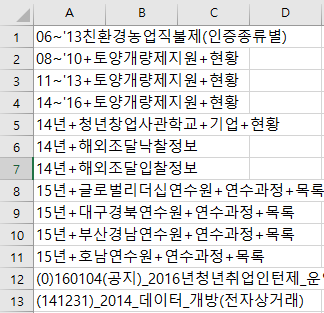 A B C D
1 06~'13친환경농업직불제(인증종류별)
2 08~'10+토양개량제지원+현황
3 11~'13+토양개량제지원+현황
4 14~'16+토양개량제지원+현황
5 14년+청년창업사관학교+기업+현황
6 14년+해외조달낙찰정보
7 14년+해외조달입찰정보
8 15년+글로벌리더십연수원+연수과정+목록
9 15년+대구경북연수원+연수과정+목록
10 15년+부산경남연수원+연수과정+목록
11 15년+호남연수원+연수과정+목록
12 (0)160104(공지)_2016년청년취업인턴제_운영
13 (141231)_2014_데이터_개방(전자상거래)